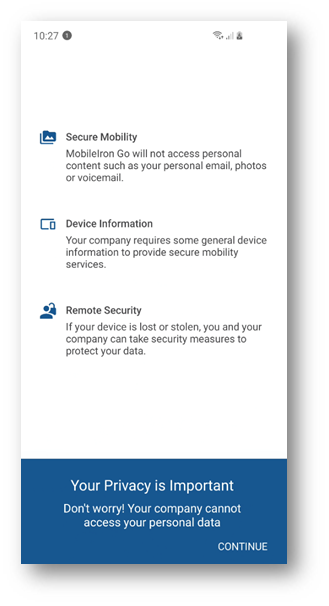 10:27
Secure Mobility
MobileIron Go will not access personal
content such as your personal email, photos
or voicemail.
Device Information
Your company requires some general device
information to provide secure mobility
services.
Remote Security
If your device is lost or stolen, you and your
company can take security measures to
protect your data.
Your Privacy is Important
Don't worry! Your company cannot
access your personal data
CONTINUE